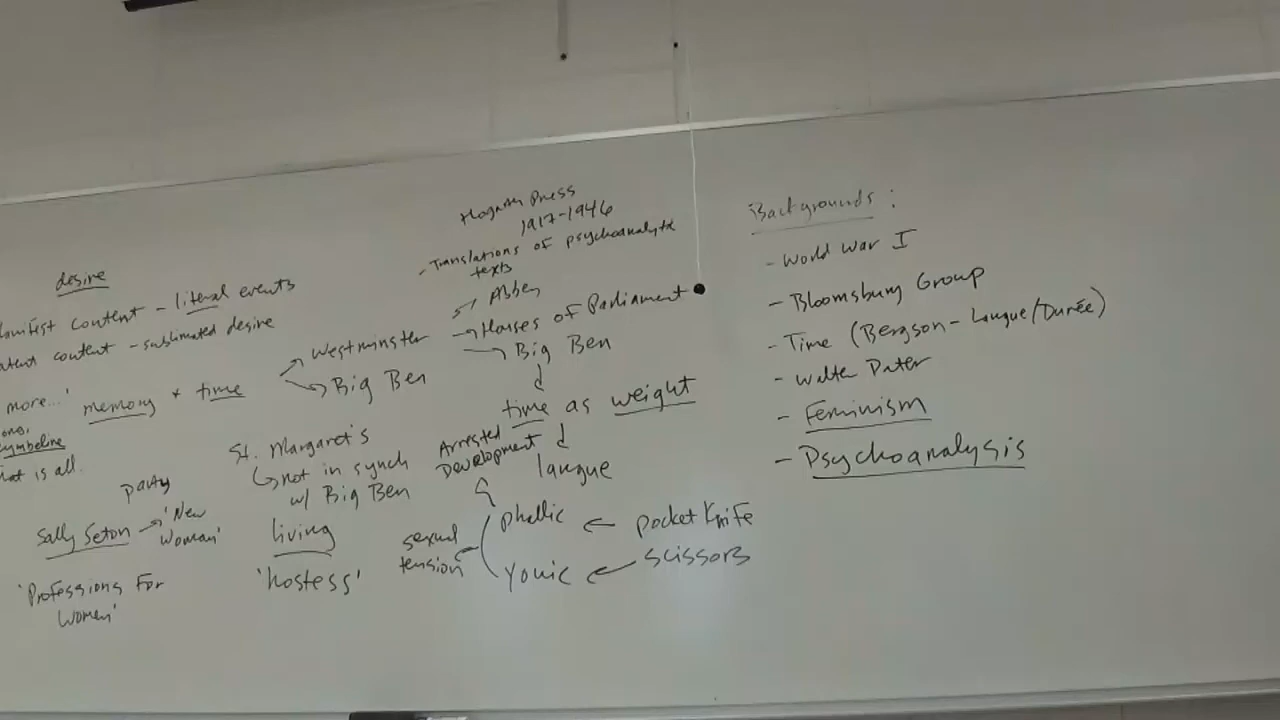 desire
Manifest content - literal events
latent content - sublimated desire
more...'
memory + time
Cymbeline
that is all.
party
Sally Seton → 'New
Woman'
'Professions For
Women'
Westminster
Big Ben
St. Margaret's
not in synch
w/ Big Ben
living
'hostess'
Hogarth Press
1917-1946
- Translations of psychoanalytic
texts
→ Abbey
→ Houses of Parliament
→ Big Ben
time as weight
langue
Arrested
Development
sexual
tension
phallic ← pocket knife
yonic ← scissors
Backgrounds:
- World War I
- Bloomsbury Group
- Time (Bergson - Langue/Durée)
- Walter Pater
- Feminism
- Psychoanalysis